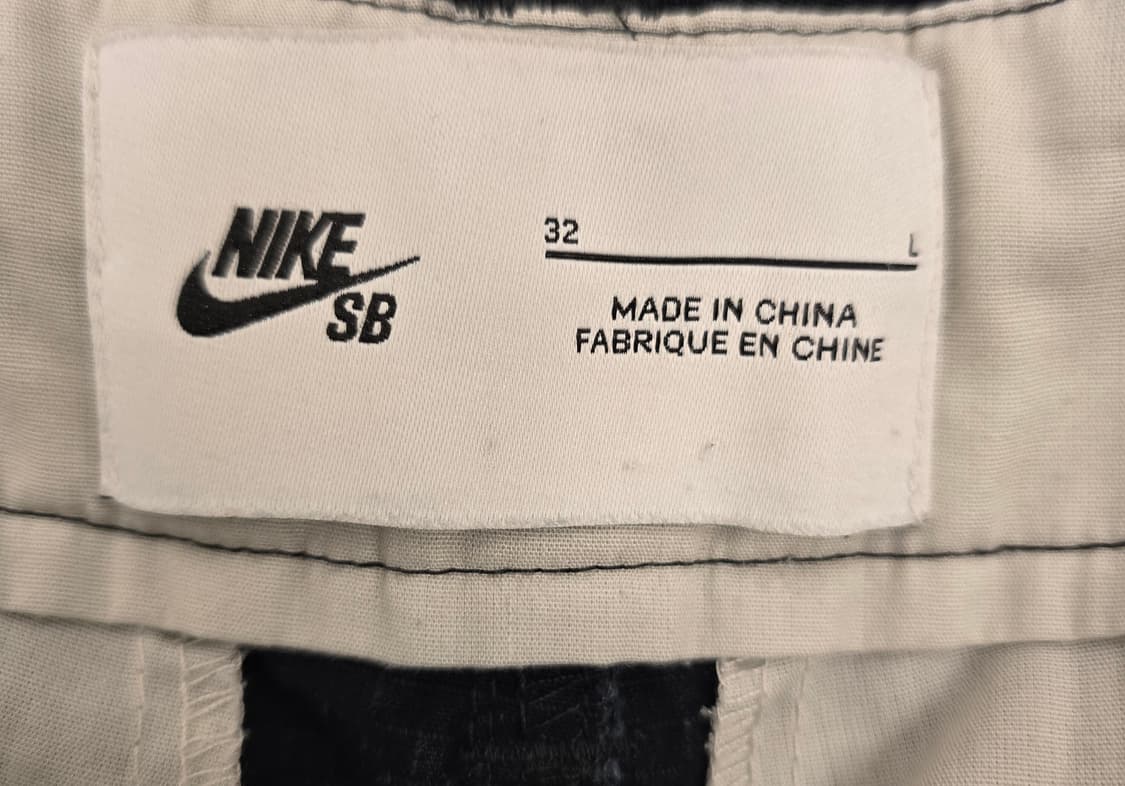 NIKE
SB
32 L
MADE IN CHINA
FABRIQUE EN CHINE